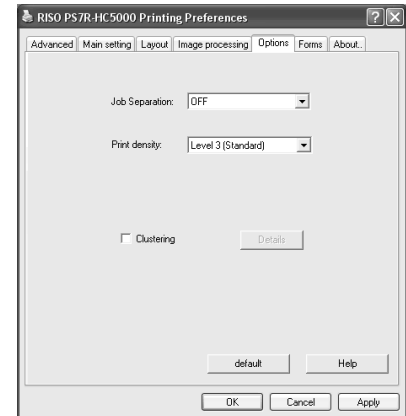 RISO PS7R-HC5000 Printing Preferences
Advanced Main setting Layout Image processing Options Forms About..
Job Separation: OFF
Print density: Level 3 (Standard)
Clustering Details
default Help
OK Cancel Apply